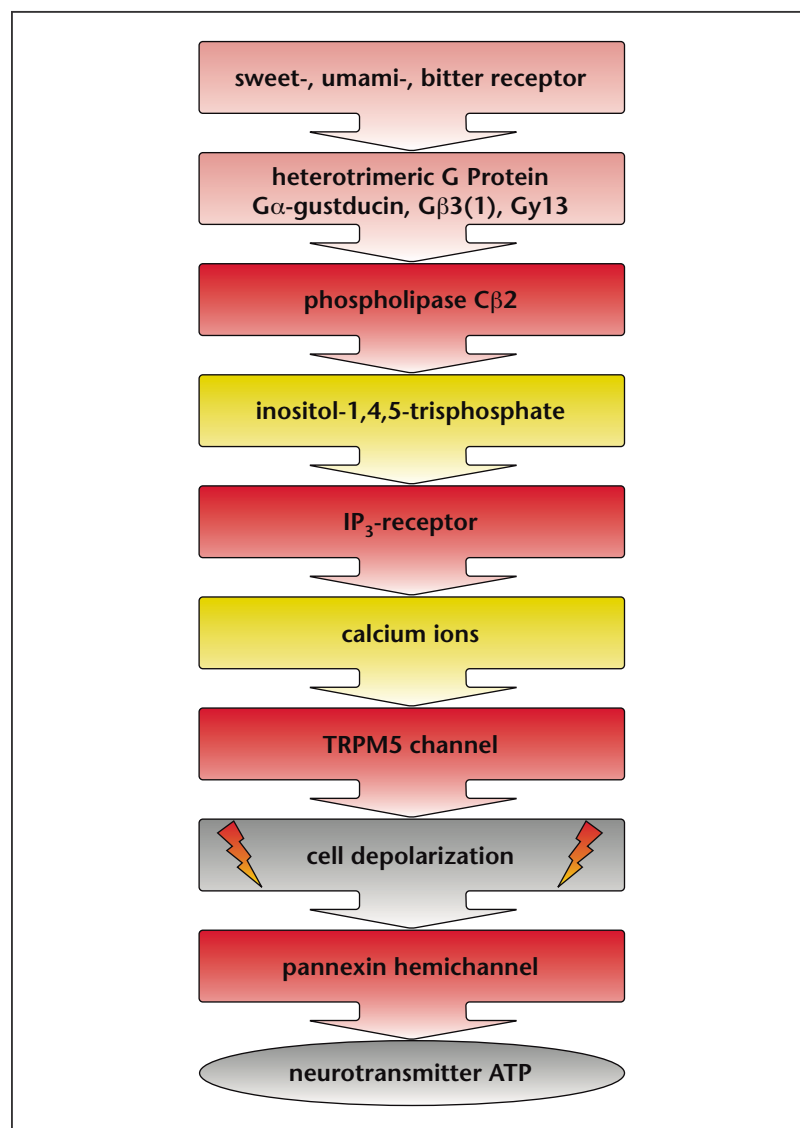 sweet-, umami-, bitter receptor
heterotrimeric G Protein
Gα-gustducin, Gβ3(1), Gy13
phospholipase Cβ2
inositol-1,4,5-trisphosphate
IP₃-receptor
calcium ions
TRPM5 channel
cell depolarization
pannexin hemichannel
neurotransmitter ATP